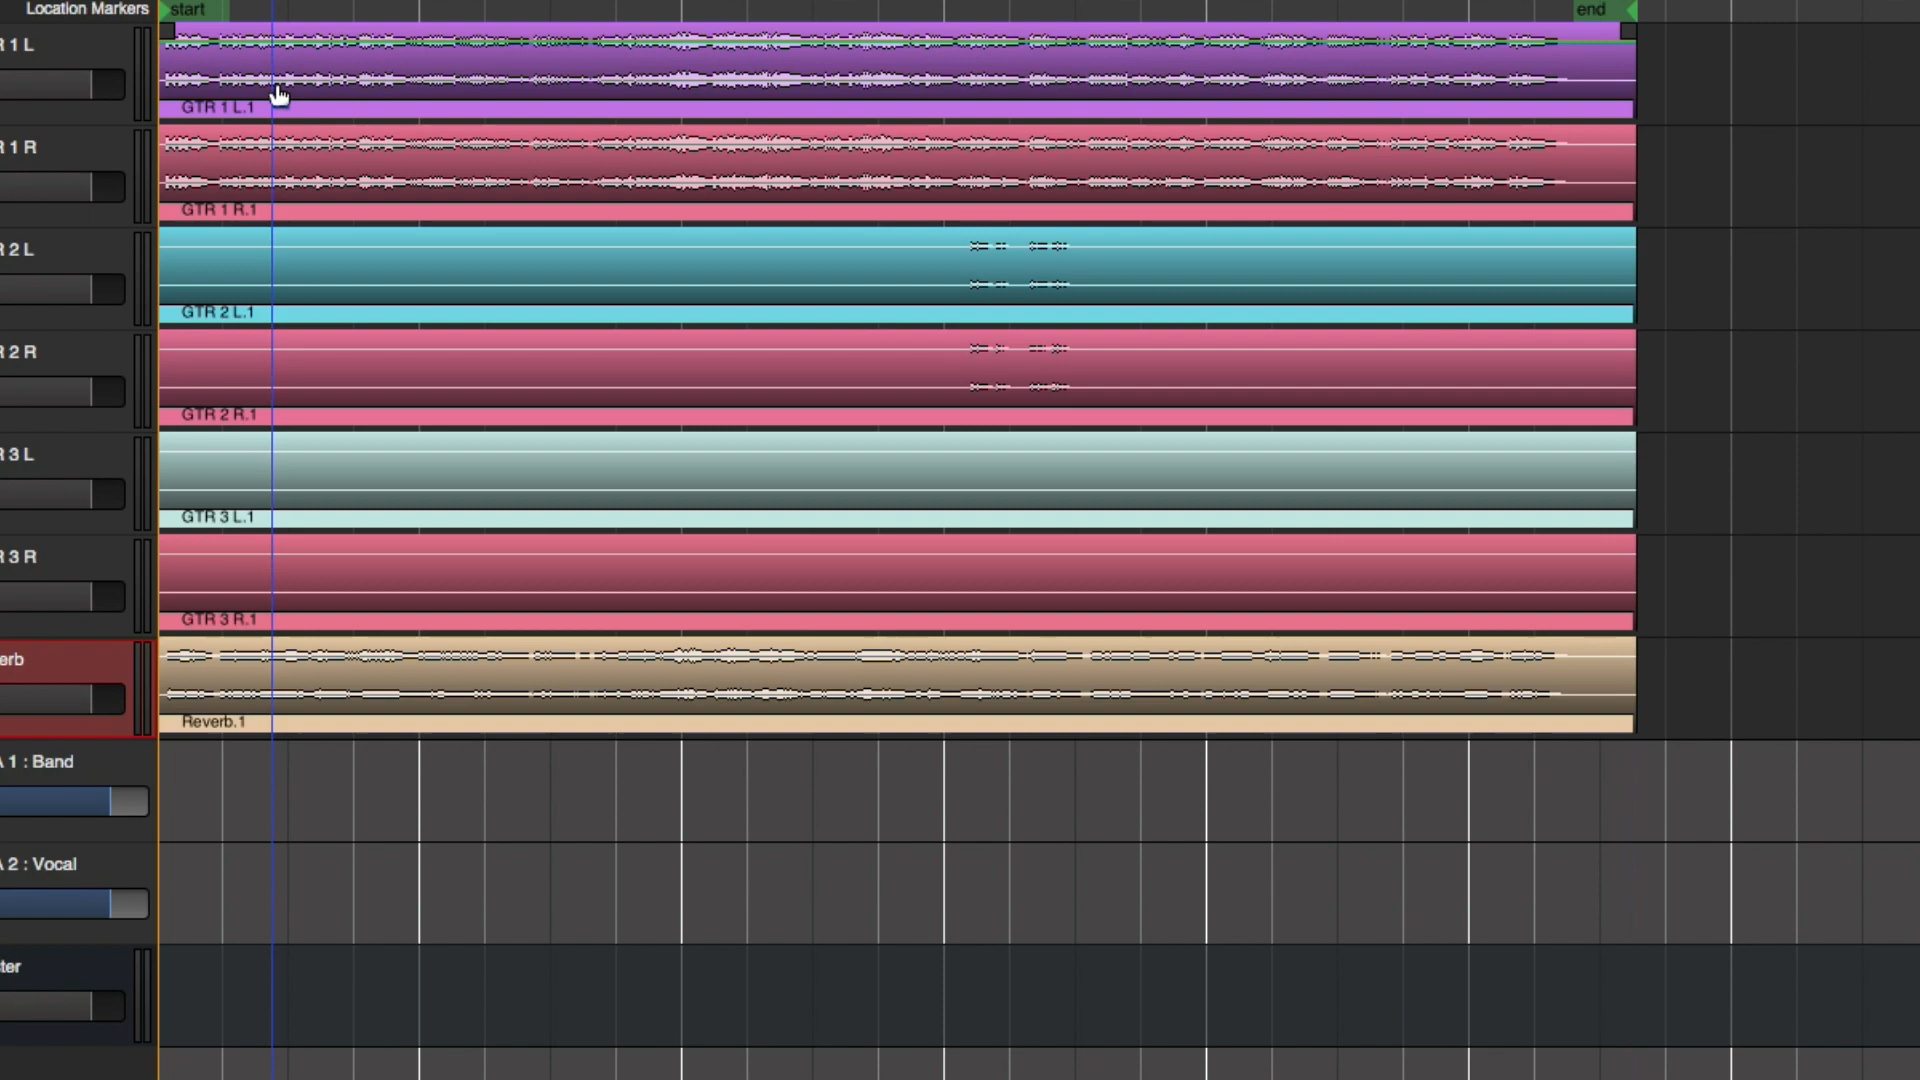 Location Markers start end
R 1 L
GTR 1 L.1
R 1 R
GTR 1 R.1
R 2 L
GTR 2 L.1
R 2 R
GTR 2 R.1
R 3 L
GTR 3 L.1
R 3 R
GTR 3 R.1
erb
Reverb.1
A 1 : Band
A 2 : Vocal
ter